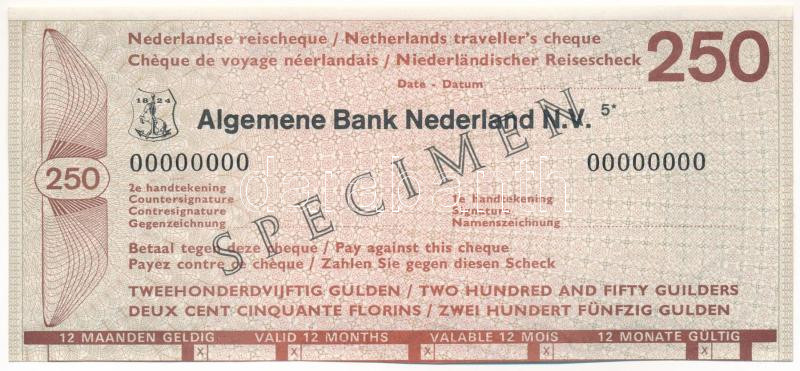 Nederlandse reischeque / Netherlands traveller's cheque
Chèque de voyage néerlandais / Niederländischer Reisescheck
250
Date - Datum
1824
Algemene Bank Nederland N.V. 5*
SPECIMEN
00000000 00000000
250
2e handtekening
Countersignature
Contresignature
Gegenzeichnung
1e handtekening
Signature
Namenszeichnung
Betaal tegen deze cheque / Pay against this cheque
Payez contre ce chèque / Zahlen Sie gegen diesen Scheck
TWEEHONDERDVIJFTIG GULDEN / TWO HUNDRED AND FIFTY GUILDERS
DEUX CENT CINQUANTE FLORINS / ZWEI HUNDERT FÜNFZIG GULDEN
12 MAANDEN GELDIG VALID 12 MONTHS VALABLE 12 MOIS 12 MONATE GÜLTIG
X X X X